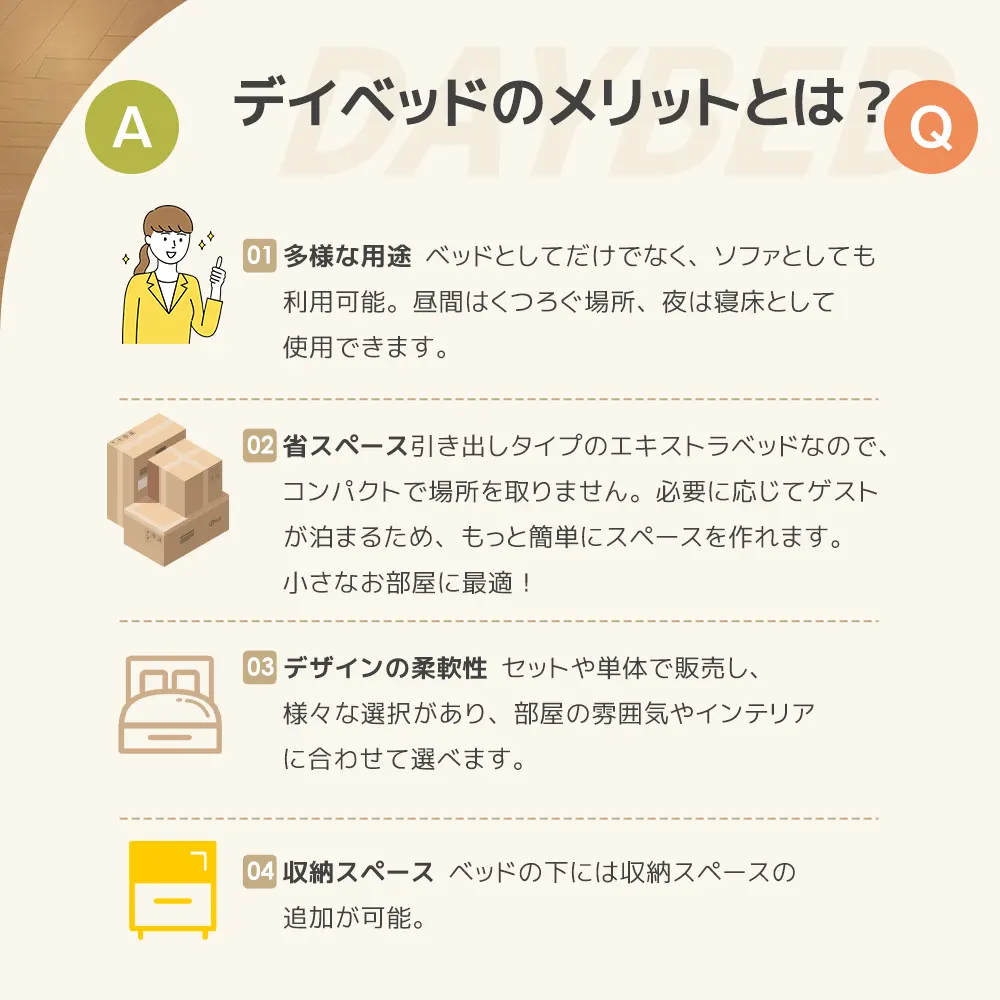 DAYBED
A
デイベッドのメリットとは？
Q
01 多様な用途 ベッドとしてだけでなく、ソファとしても
利用可能。昼間はくつろぐ場所、夜は寝床として
使用できます。
02 省スペース引き出しタイプのエキストラベッドなので、
コンパクトで場所を取りません。必要に応じてゲスト
が泊まるため、もっと簡単にスペースを作れます。
小さなお部屋に最適！
03 デザインの柔軟性 セットや単体で販売し、
様々な選択があり、部屋の雰囲気やインテリア
に合わせて選べます。
04 収納スペース ベッドの下には収納スペースの
追加が可能。